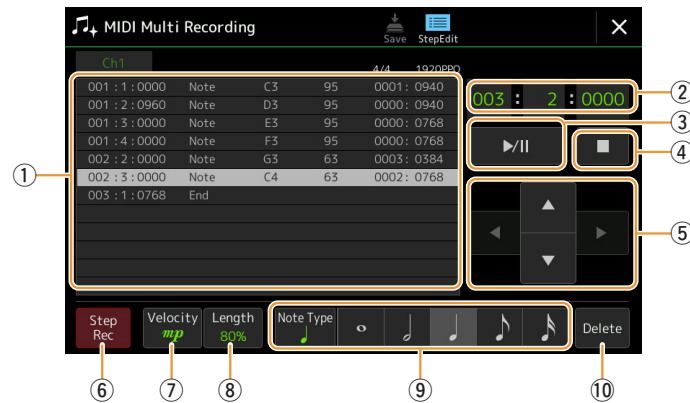 MIDI Multi Recording
Save
StepEdit
Ch1
4/4 1920PPQ
001 : 1 : 0000 Note C3 95 0001 : 0940
001 : 2 : 0960 Note D3 95 0000 : 0940
001 : 3 : 0000 Note E3 95 0000 : 0768
001 : 4 : 0000 Note F3 95 0000 : 0768
002 : 2 : 0000 Note G3 63 0003 : 0384
002 : 3 : 0000 Note C4 63 0002 : 0768
003 : 1 : 0768 End
003 : 2 : 0000
Step Rec
Velocity mp
Length 80%
Note Type
Delete
①
②
③
④
⑤
⑥
⑦
⑧
⑨
⑩